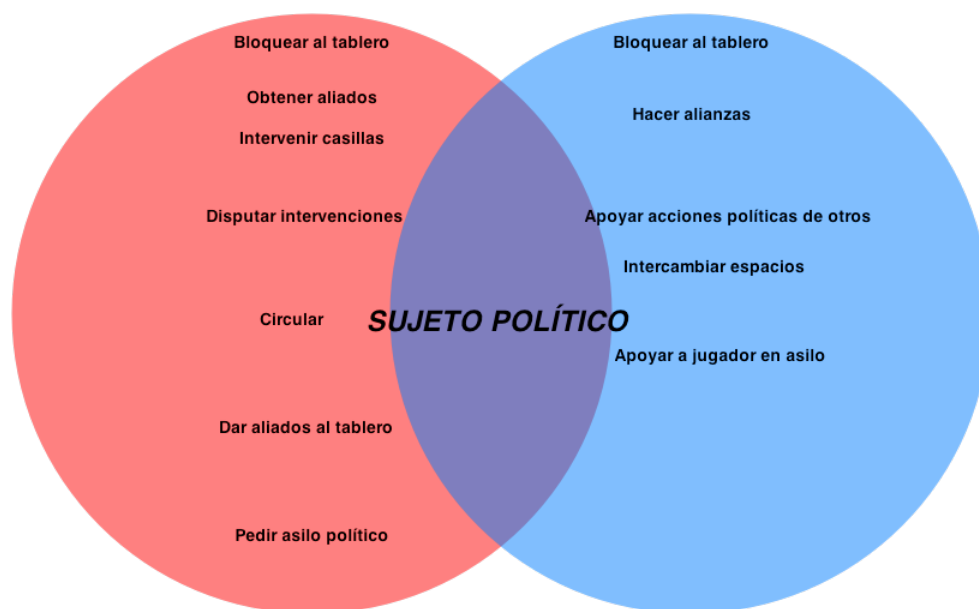 Bloquear al tablero
Obtener aliados
Intervenir casillas
Disputar intervenciones
Circular
Dar aliados al tablero
Pedir asilo político
SUJETO POLÍTICO
Bloquear al tablero
Hacer alianzas
Apoyar acciones políticas de otros
Intercambiar espacios
Apoyar a jugador en asilo